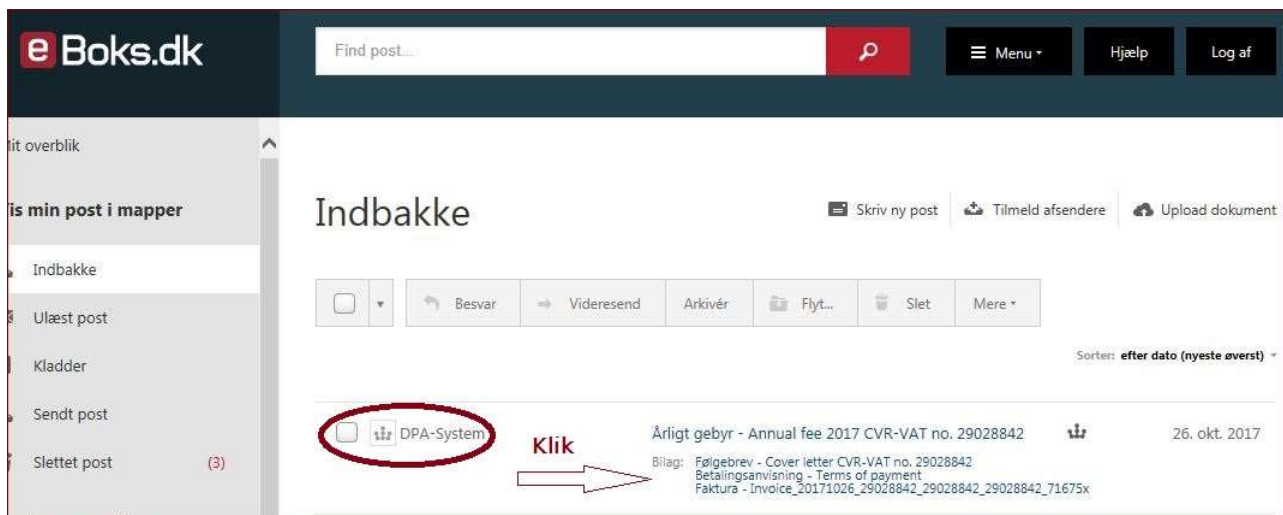 e Boks.dk
Find post...
Menu
Hjælp
Log af
it overblik
is min post i mapper
Indbakke
Ulæst post
Kladder
Sendt post
Slettet post (3)
Indbakke
Skriv ny post
Tilmeld afsendere
Upload dokument
Besvar
Videresend
Arkivér
Flyt...
Slet
Mere
Sorter: efter dato (nyeste øverst)
DPA-System
Klik
Årligt gebyr - Annual fee 2017 CVR-VAT no. 29028842
26. okt. 2017
Bilag: Følgebrev - Cover letter CVR-VAT no. 29028842
Betalingsanvisning - Terms of payment
Faktura - Invoice_20171026_29028842_29028842_29028842_71675x